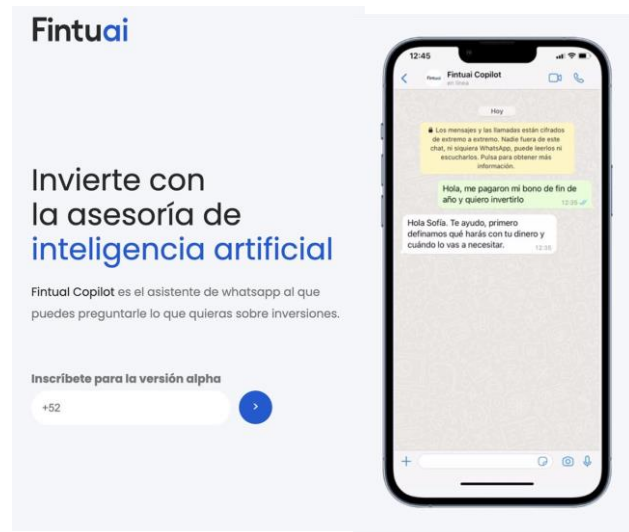 Fintuai
Invierte con
la asesoría de
inteligencia artificial
Fintual Copilot es el asistente de whatsapp al que
puedes preguntarle lo que quieras sobre inversiones.
Inscríbete para la versión alpha
+52
12:45
Fintuai Fintuai Copilot
en línea
Hoy
Los mensajes y las llamadas están cifrados
de extremo a extremo. Nadie fuera de este
chat, ni siquiera WhatsApp, puede leerlos ni
escucharlos. Pulsa para obtener más
información.
Hola, me pagaron mi bono de fin de
año y quiero invertirlo
12:35
Hola Sofía. Te ayudo, primero
definamos qué harás con tu dinero y
cuándo lo vas a necesitar.
12:35